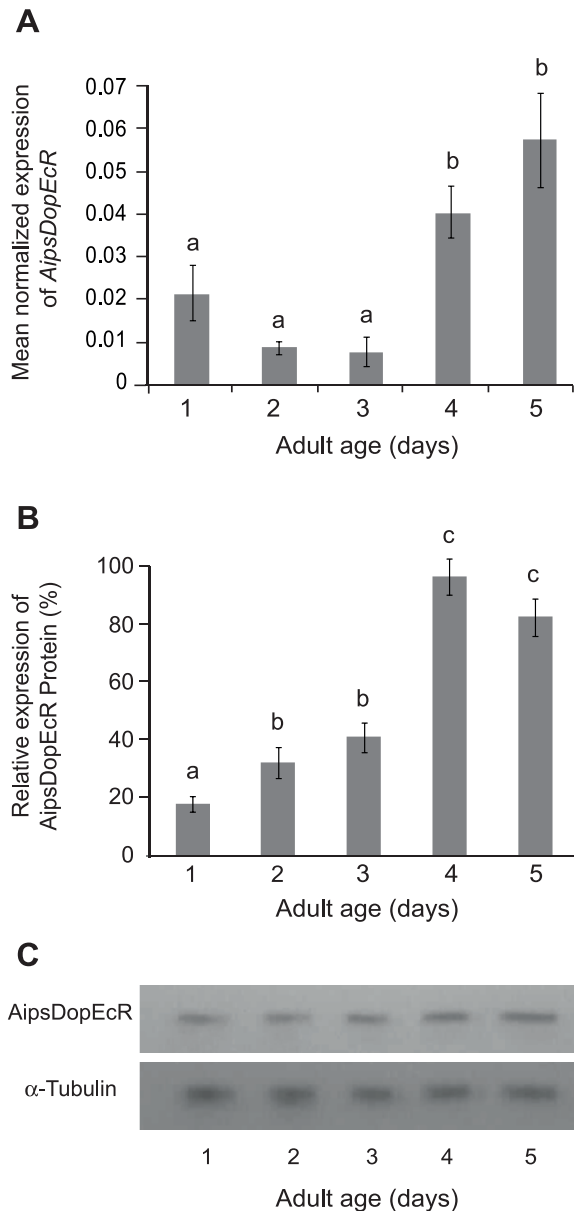 A
Mean normalized expression
of AipsDopEcR
0.07
0.06
0.05
0.04
0.03
0.02
0.01
0
a
a
a
b
b
1 2 3 4 5
Adult age (days)
B
Relative expression of
AipsDopEcR Protein (%)
100
80
60
40
20
0
a
b
b
c
c
1 2 3 4 5
Adult age (days)
C
AipsDopEcR
α-Tubulin
1 2 3 4 5
Adult age (days)